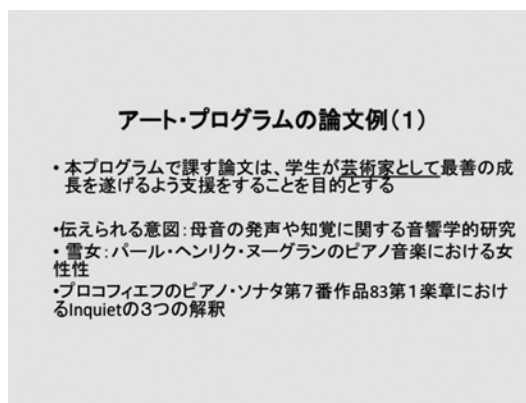 アート・プログラムの論文例(1)
・本プログラムで課す論文は、学生が芸術家として最善の成
長を遂げるよう支援をすることを目的とする
・伝えられる意図：母音の発声や知覚に関する音響学的研究
・雪女：パール・ヘンリク・ヌーグランのピアノ音楽における女
性性
・プロコフィエフのピアノ・ソナタ第７番作品83第１楽章におけ
るInquietの３つの解釈